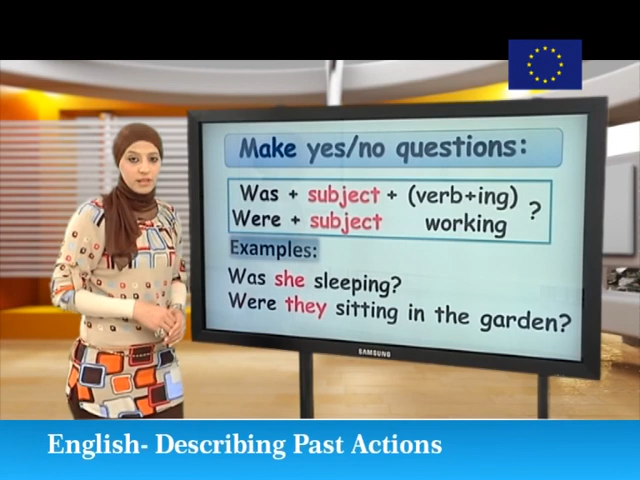 Make yes/no questions:
Was + subject + (verb+ing)
Were + subject working ?
Examples:
Was she sleeping?
Were they sitting in the garden?
SAMSUNG
English- Describing Past Actions